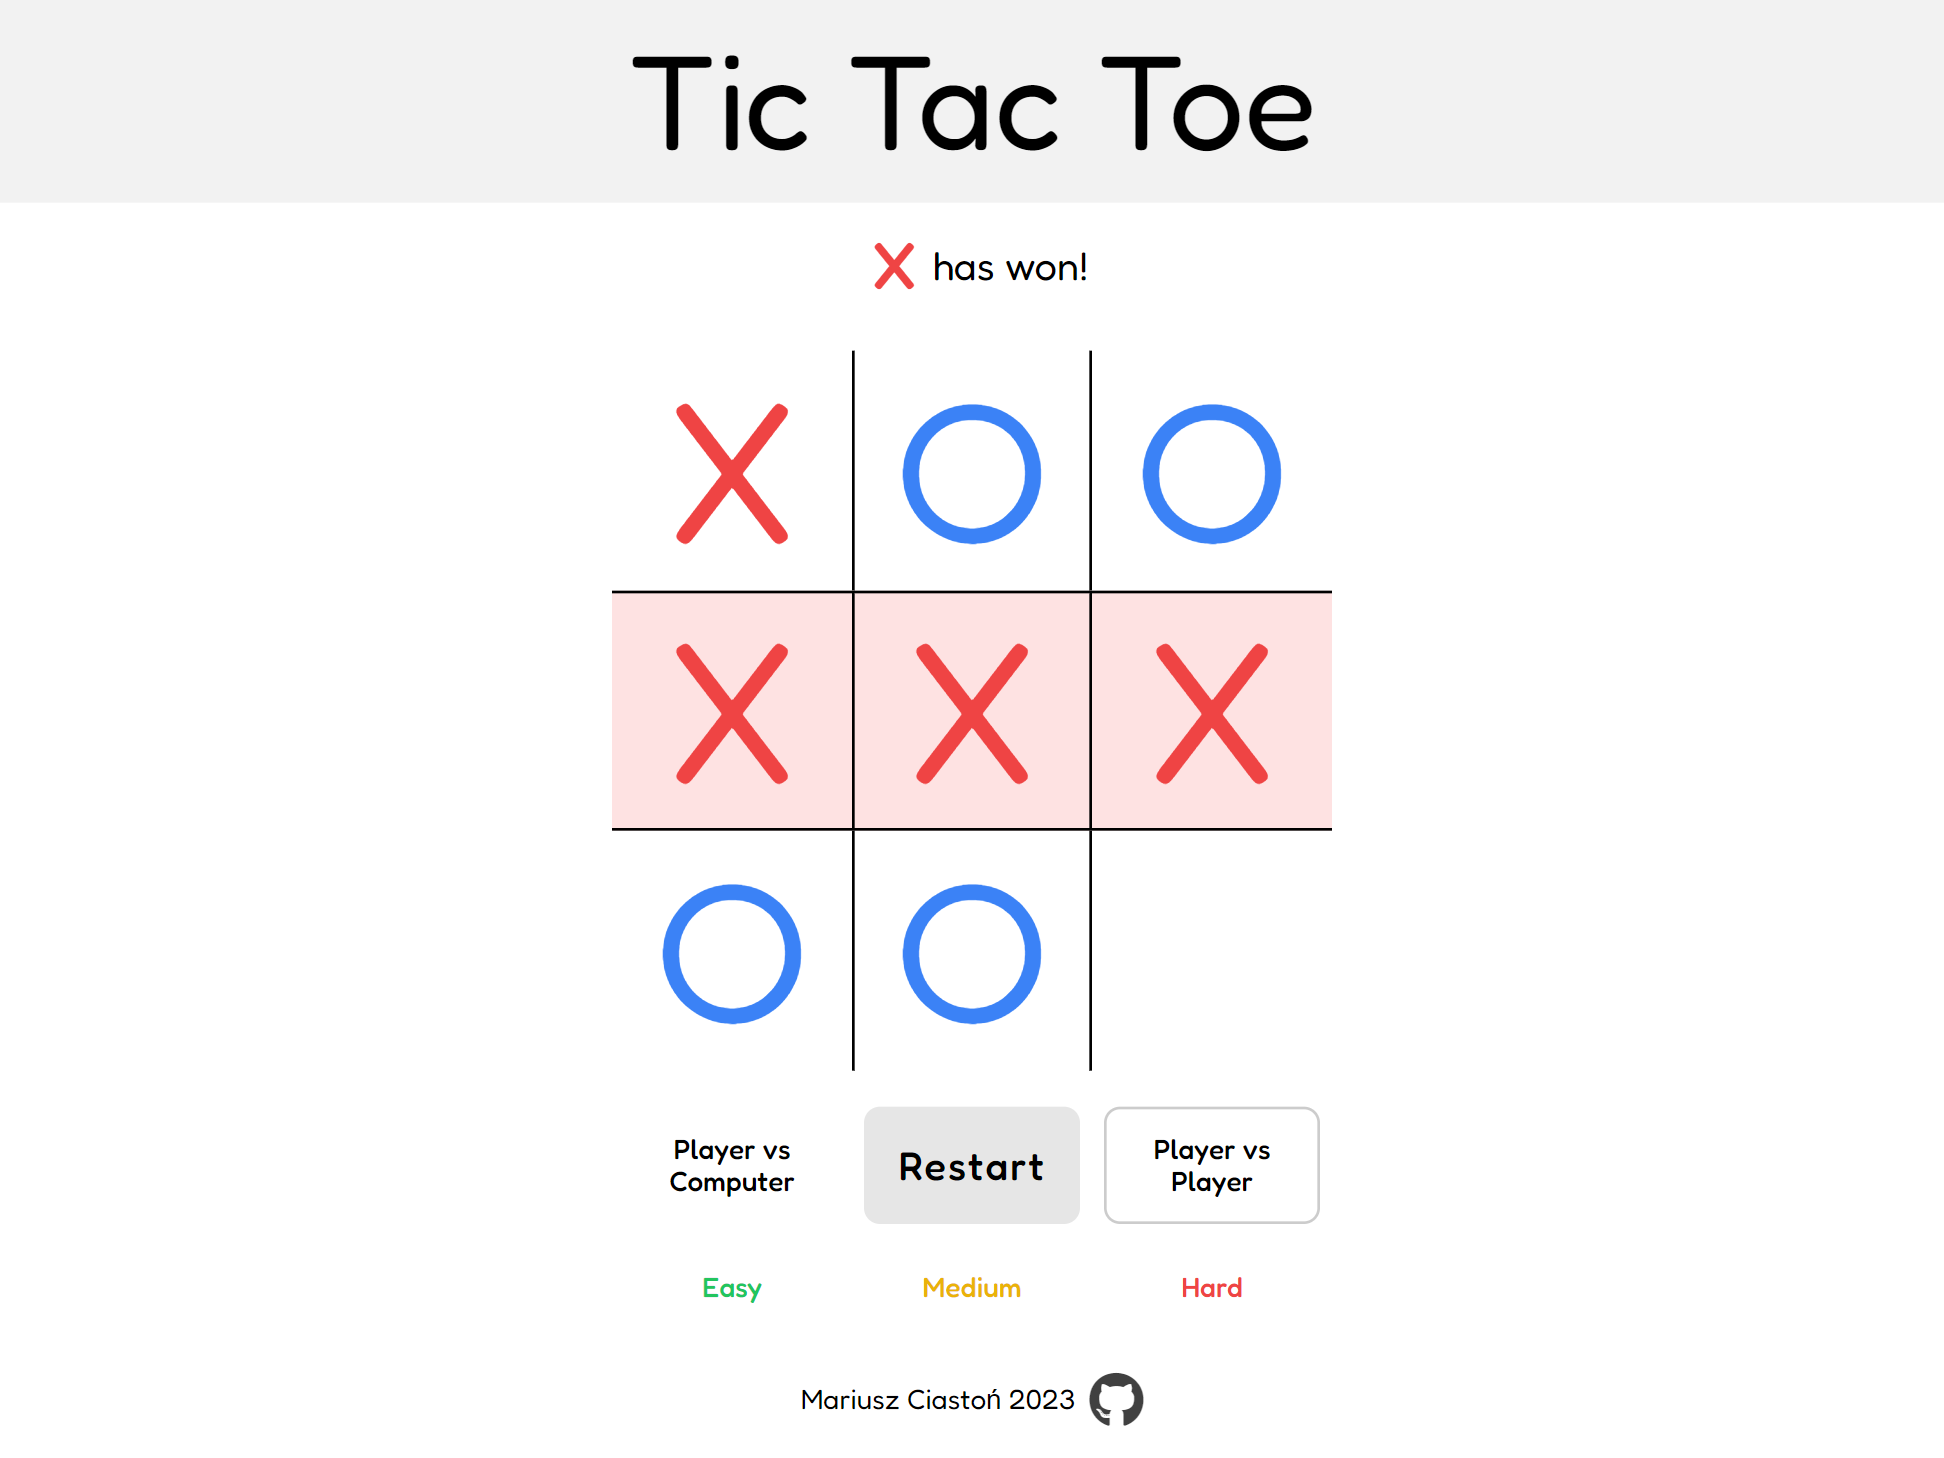 Tic Tac Toe
X has won!
X O O
X X X
O O
Player vs
Computer
Restart
Player vs
Player
Easy Medium Hard
Mariusz Ciastoń 2023